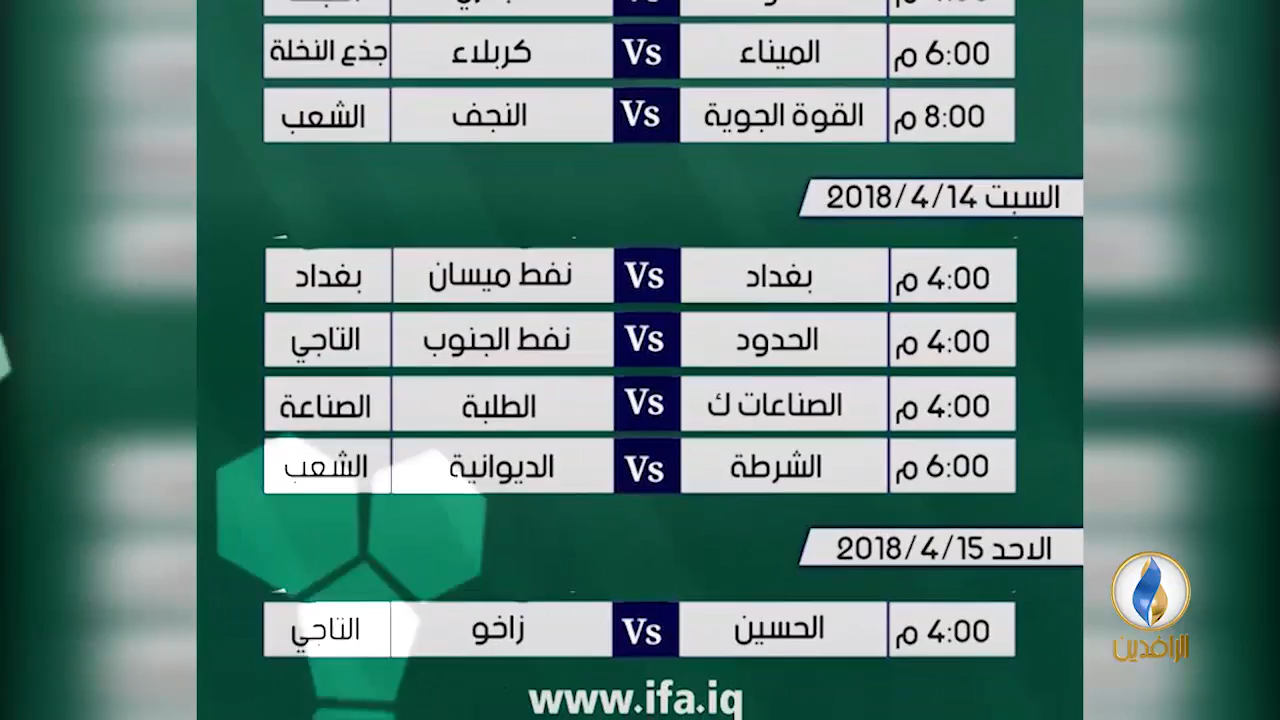 6:00 م الميناء Vs كربلاء جذع النخلة
8:00 م القوة الجوية Vs النجف الشعب
السبت 2018/4/14
4:00 م بغداد Vs نفط ميسان بغداد
4:00 م الحدود Vs نفط الجنوب التاجي
4:00 م الصناعات ك Vs الطلبة الصناعة
6:00 م الشرطة Vs الديوانية الشعب
الاحد 2018/4/15
4:00 م الحسين Vs زاخو التاجي
www.ifa.iq
الرافدين